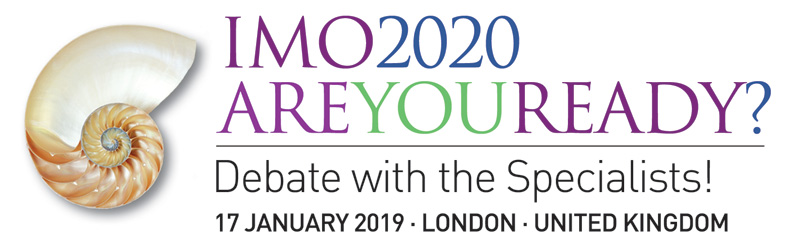 IMO2020
AREYOUREADY?
Debate with the Specialists!
17 JANUARY 2019 · LONDON · UNITED KINGDOM